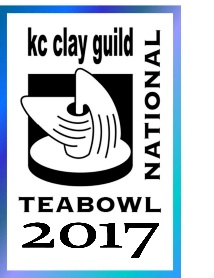 kc clay guild
NATIONAL
TEABOWL
2017